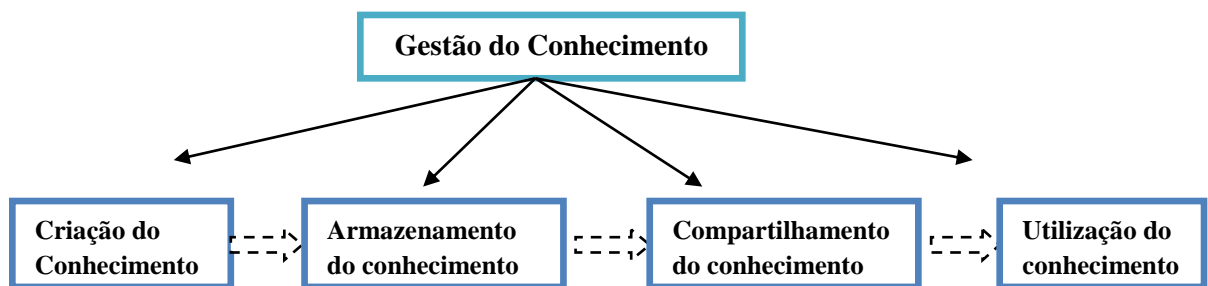 Gestão do Conhecimento
Criação do
Conhecimento
Armazenamento
do conhecimento
Compartilhamento
do conhecimento
Utilização do
conhecimento